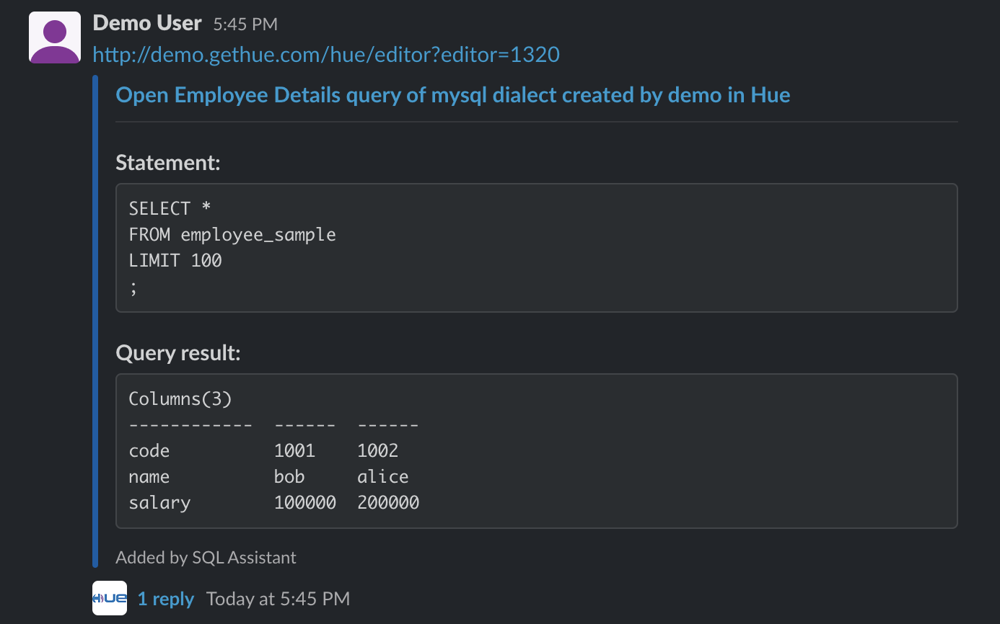 Demo User 5:45 PM
http://demo.gethue.com/hue/editor?editor=1320
Open Employee Details query of mysql dialect created by demo in Hue
Statement:
SELECT *
FROM employee_sample
LIMIT 100
;
Query result:
Columns(3)
------------  ------  ------
code          1001    1002
name          bob     alice
salary        100000  200000
Added by SQL Assistant
HUE 1 reply Today at 5:45 PM